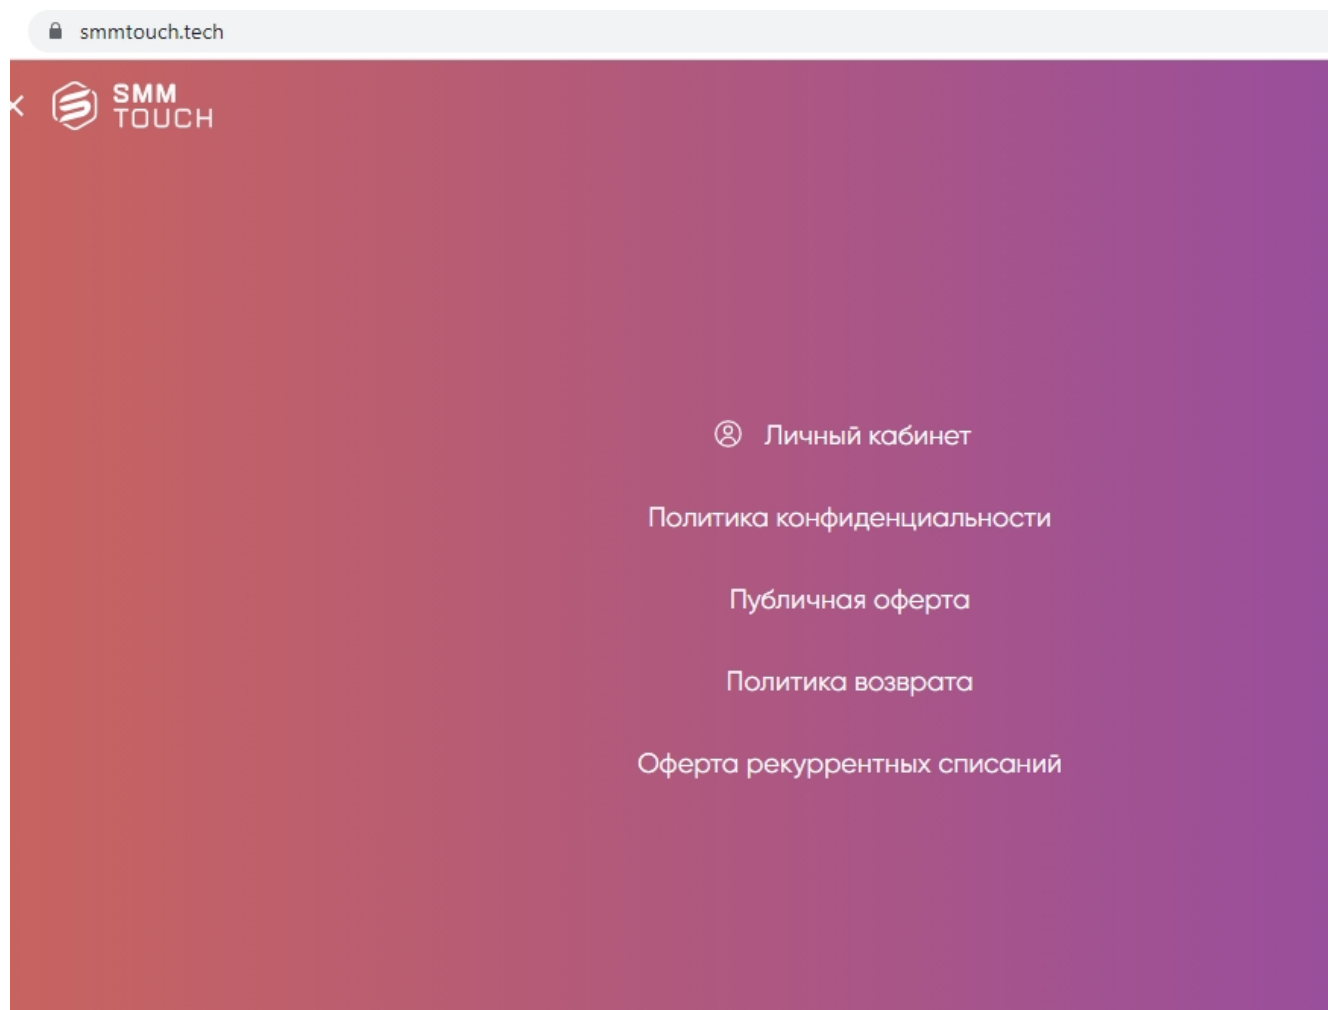 smmtouch.tech
SMM
TOUCH
Личный кабинет
Политика конфиденциальности
Публичная оферта
Политика возврата
Оферта рекуррентных списаний